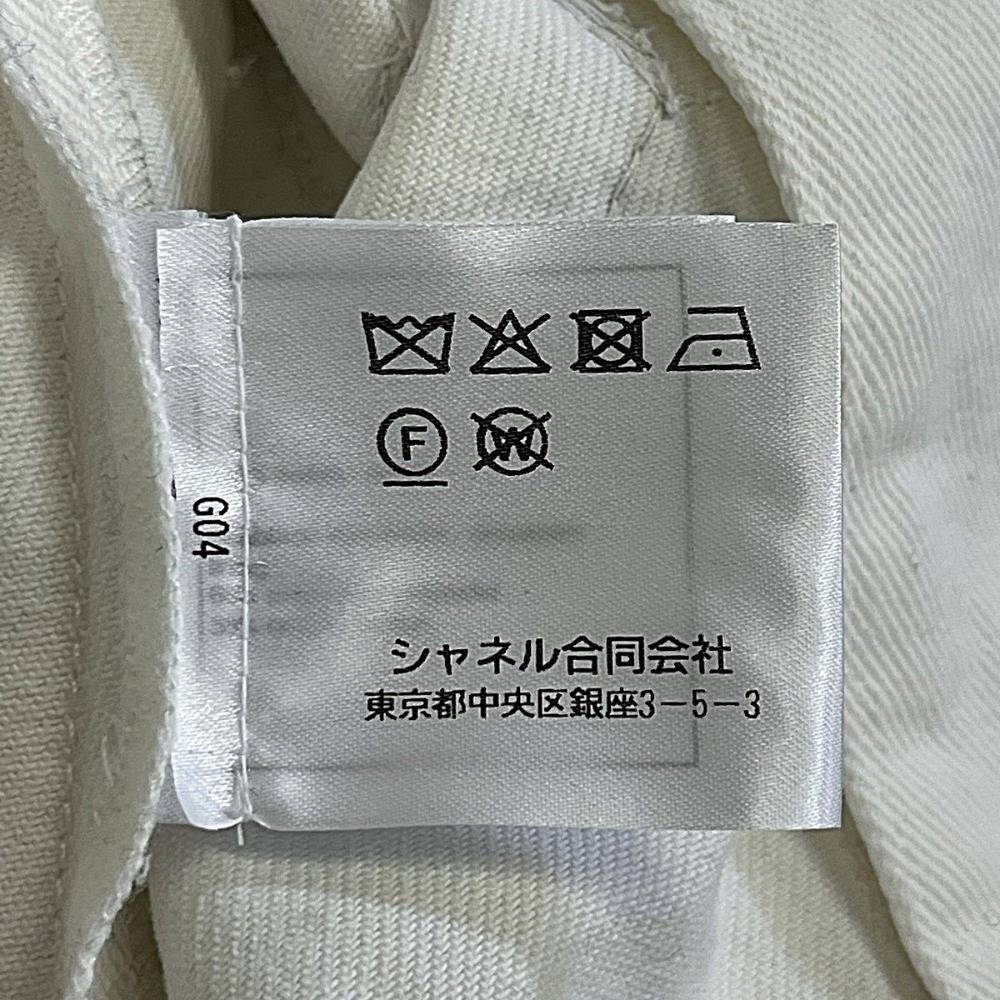 F W
G04
シャネル合同会社
東京都中央区銀座3-5-3